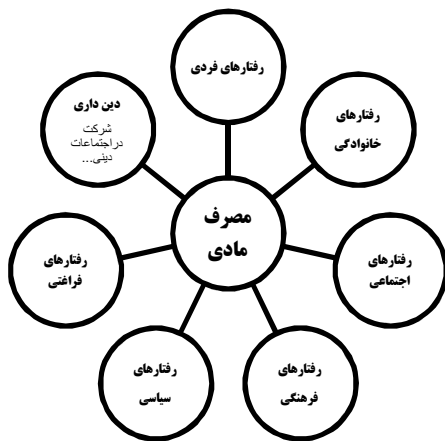 رفتارهای فردی
دین داری
شرکت
دراجتماعات
دینی...
رفتارهای
خانوادگی
مصرف
مادی
رفتارهای
فراغتی
رفتارهای
اجتماعی
رفتارهای
سیاسی
رفتارهای
فرهنگی